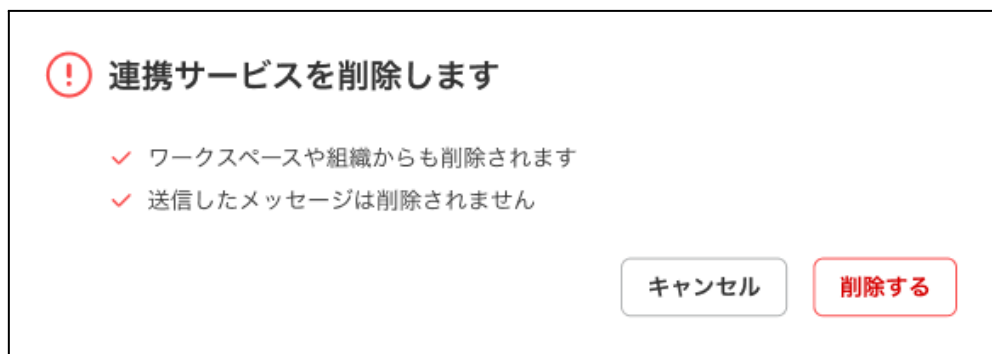 連携サービスを削除します
ワークスペースや組織からも削除されます
送信したメッセージは削除されません
キャンセル
削除する